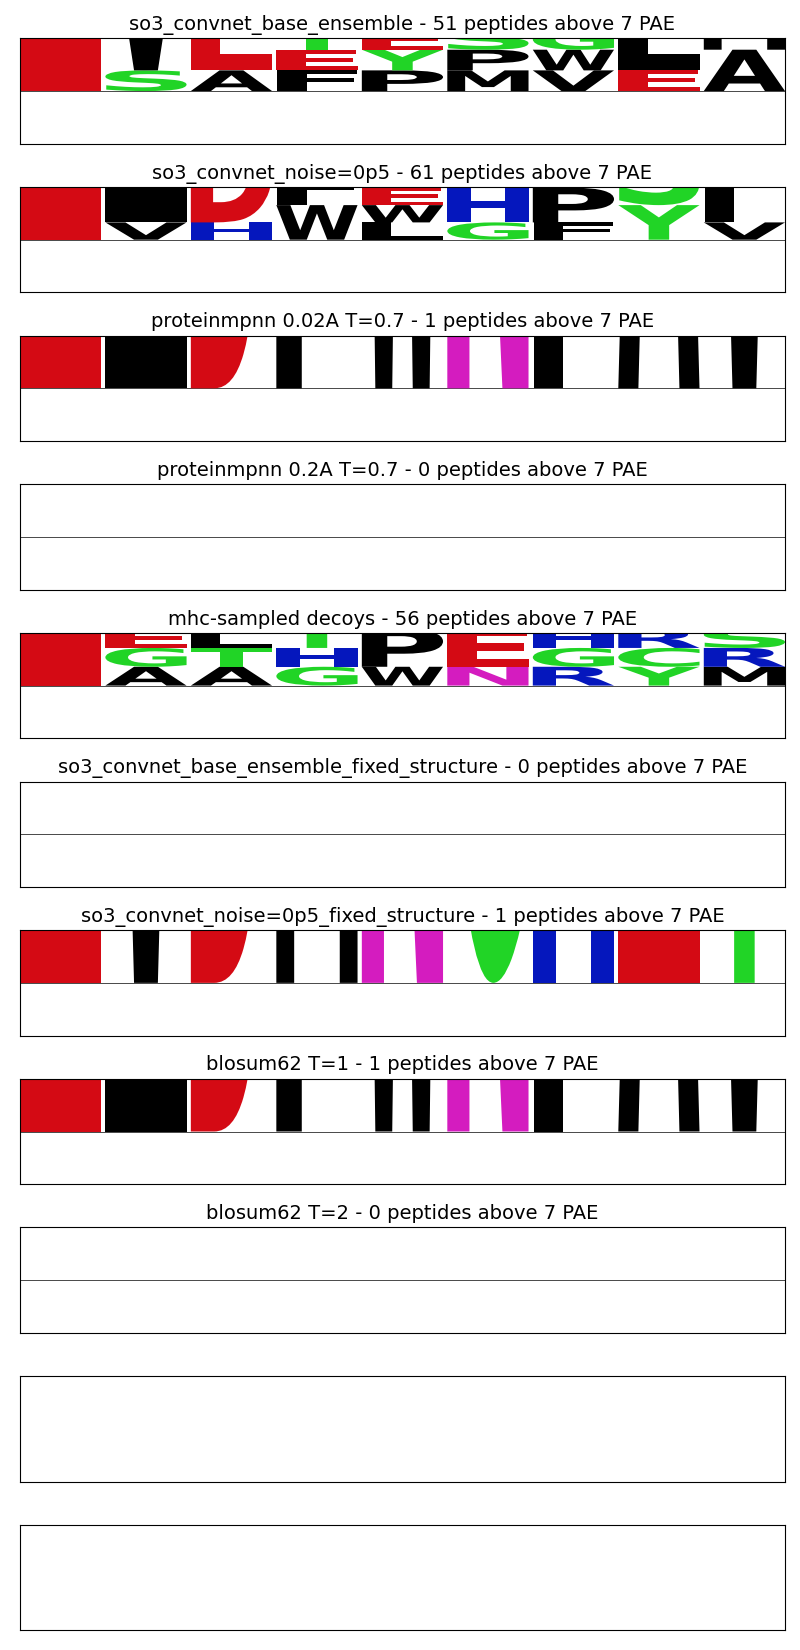 so3_convnet_base_ensemble - 51 peptides above 7 PAE
so3_convnet_noise=0p5 - 61 peptides above 7 PAE
proteinmpnn 0.02A T=0.7 - 1 peptides above 7 PAE
proteinmpnn 0.2A T=0.7 - 0 peptides above 7 PAE
mhc-sampled decoys - 56 peptides above 7 PAE
so3_convnet_base_ensemble_fixed_structure - 0 peptides above 7 PAE
so3_convnet_noise=0p5_fixed_structure - 1 peptides above 7 PAE
blosum62 T=1 - 1 peptides above 7 PAE
blosum62 T=2 - 0 peptides above 7 PAE